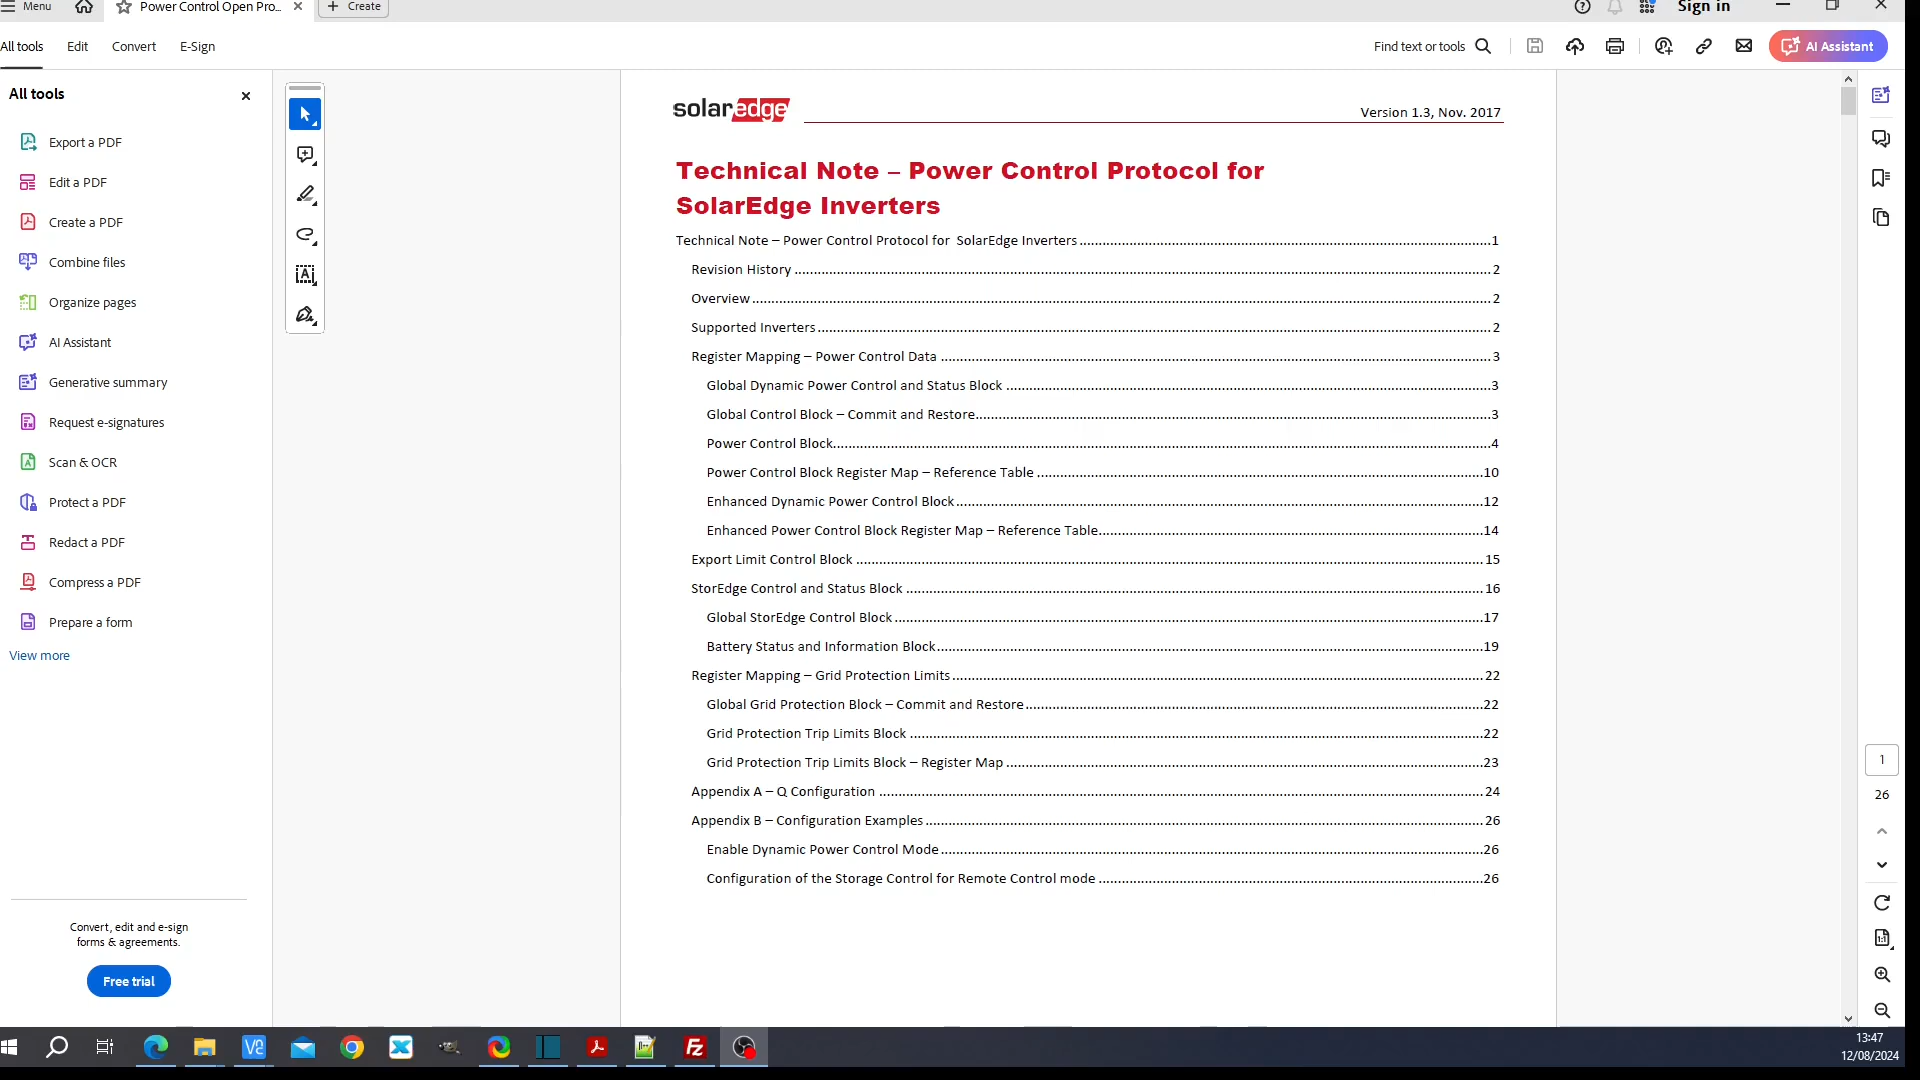 Menu
Power Control Open Pro...
Create
Sign in
All tools
Edit
Convert
E-Sign
Find text or tools
AI Assistant
All tools
Export a PDF
Edit a PDF
Create a PDF
Combine files
Organize pages
AI Assistant
Generative summary
Request e-signatures
Scan & OCR
Protect a PDF
Redact a PDF
Compress a PDF
Prepare a form
View more
Convert, edit and e-sign
forms & agreements.
Free trial
solaredge
Version 1.3, Nov. 2017
Technical Note – Power Control Protocol for
SolarEdge Inverters
Technical Note – Power Control Protocol for SolarEdge Inverters ... 1
Revision History ... 2
Overview ... 2
Supported Inverters ... 2
Register Mapping – Power Control Data ... 3
Global Dynamic Power Control and Status Block ... 3
Global Control Block – Commit and Restore ... 3
Power Control Block ... 4
Power Control Block Register Map – Reference Table ... 10
Enhanced Dynamic Power Control Block ... 12
Enhanced Power Control Block Register Map – Reference Table ... 14
Export Limit Control Block ... 15
StorEdge Control and Status Block ... 16
Global StorEdge Control Block ... 17
Battery Status and Information Block ... 19
Register Mapping – Grid Protection Limits ... 22
Global Grid Protection Block – Commit and Restore ... 22
Grid Protection Trip Limits Block ... 22
Grid Protection Trip Limits Block – Register Map ... 23
Appendix A – Q Configuration ... 24
Appendix B – Configuration Examples ... 26
Enable Dynamic Power Control Mode ... 26
Configuration of the Storage Control for Remote Control mode ... 26
1
26
13:47
12/08/2024